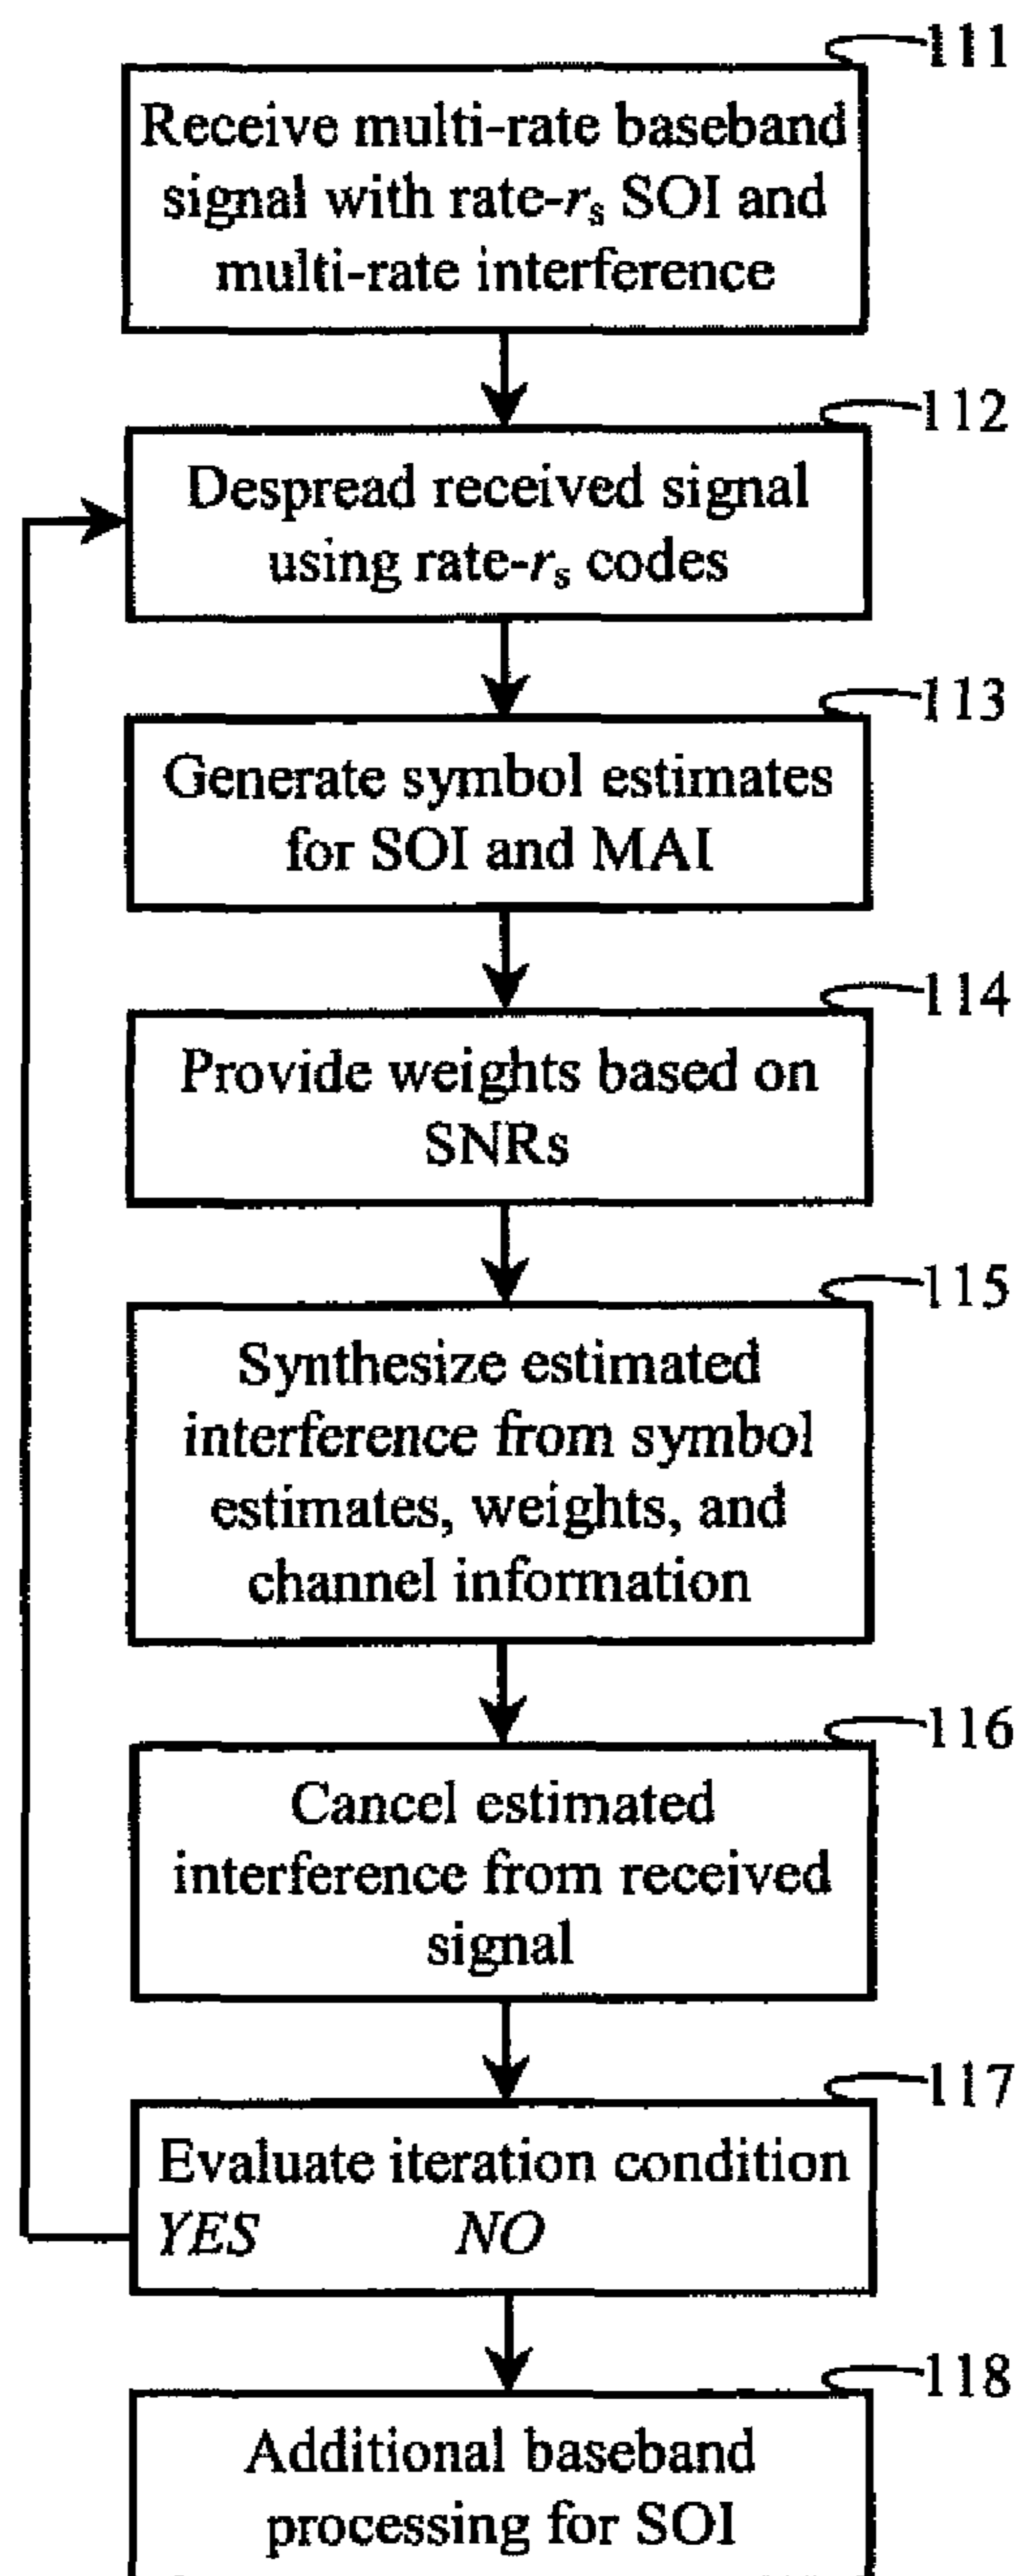 111
Receive multi-rate baseband
signal with rate-rₛ SOI and
multi-rate interference
112
Despread received signal
using rate-rₛ codes
113
Generate symbol estimates
for SOI and MAI
114
Provide weights based on
SNRs
115
Synthesize estimated
interference from symbol
estimates, weights, and
channel information
116
Cancel estimated
interference from received
signal
117
Evaluate iteration condition
YES NO
118
Additional baseband
processing for SOI